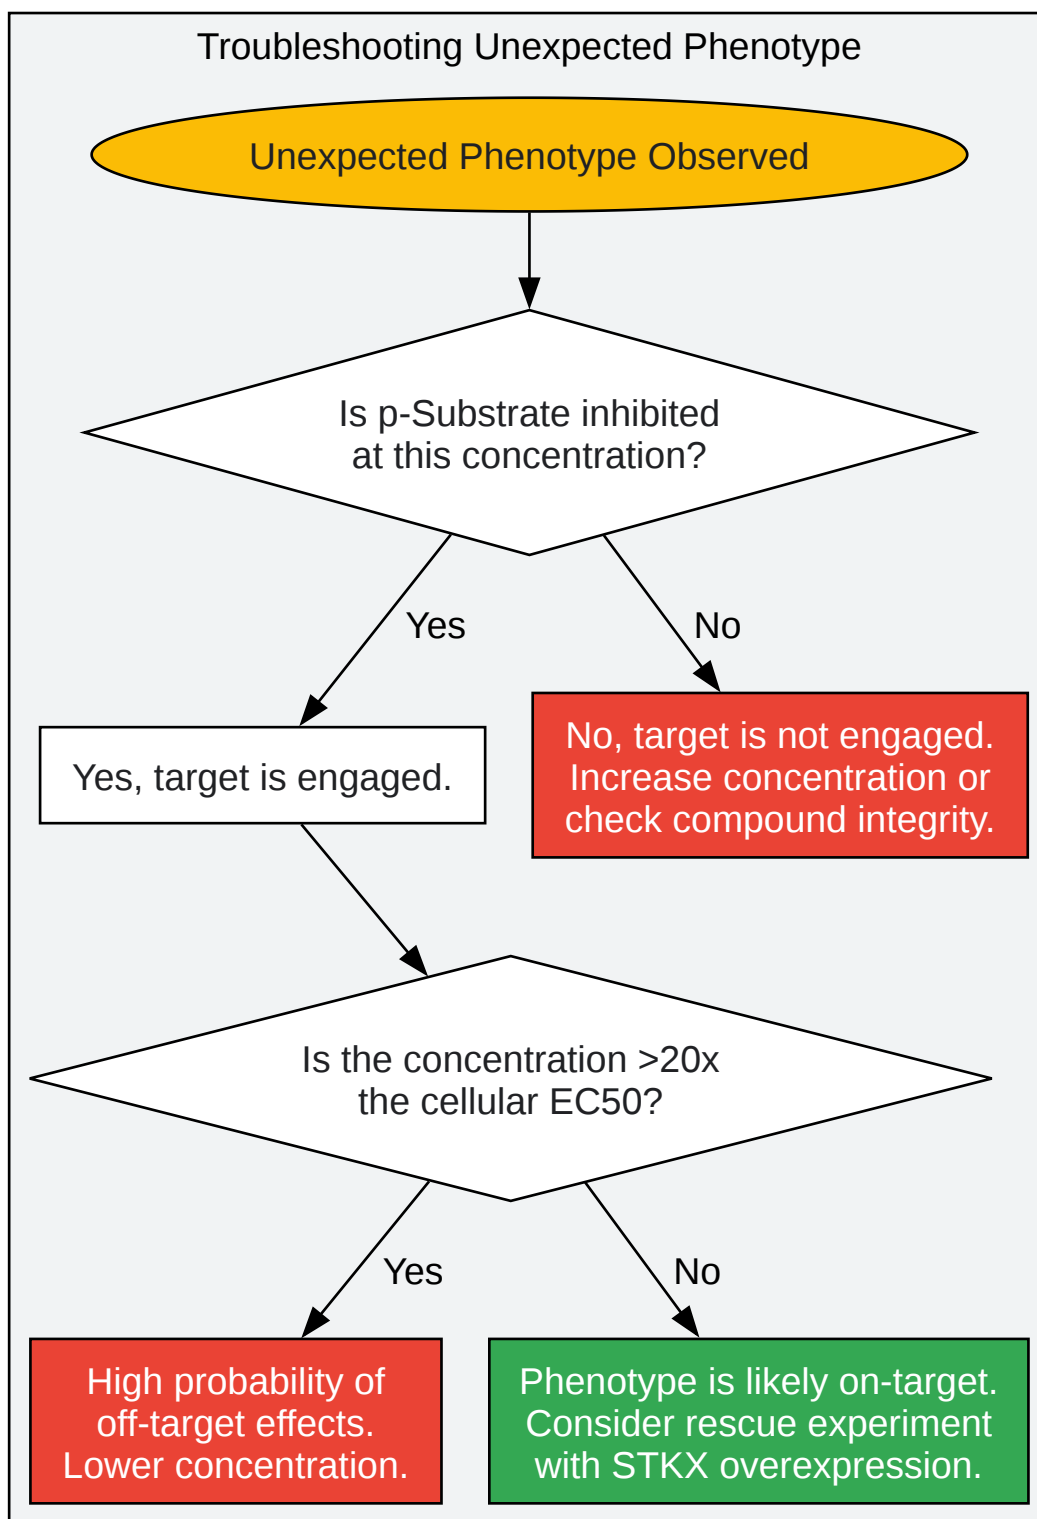 Troubleshooting Unexpected Phenotype
Unexpected Phenotype Observed
Is p-Substrate inhibited
at this concentration?
Yes
No
Yes, target is engaged.
No, target is not engaged.
Increase concentration or
check compound integrity.
Is the concentration >20x
the cellular EC50?
Yes
No
High probability of
off-target effects.
Lower concentration.
Phenotype is likely on-target.
Consider rescue experiment
with STKX overexpression.